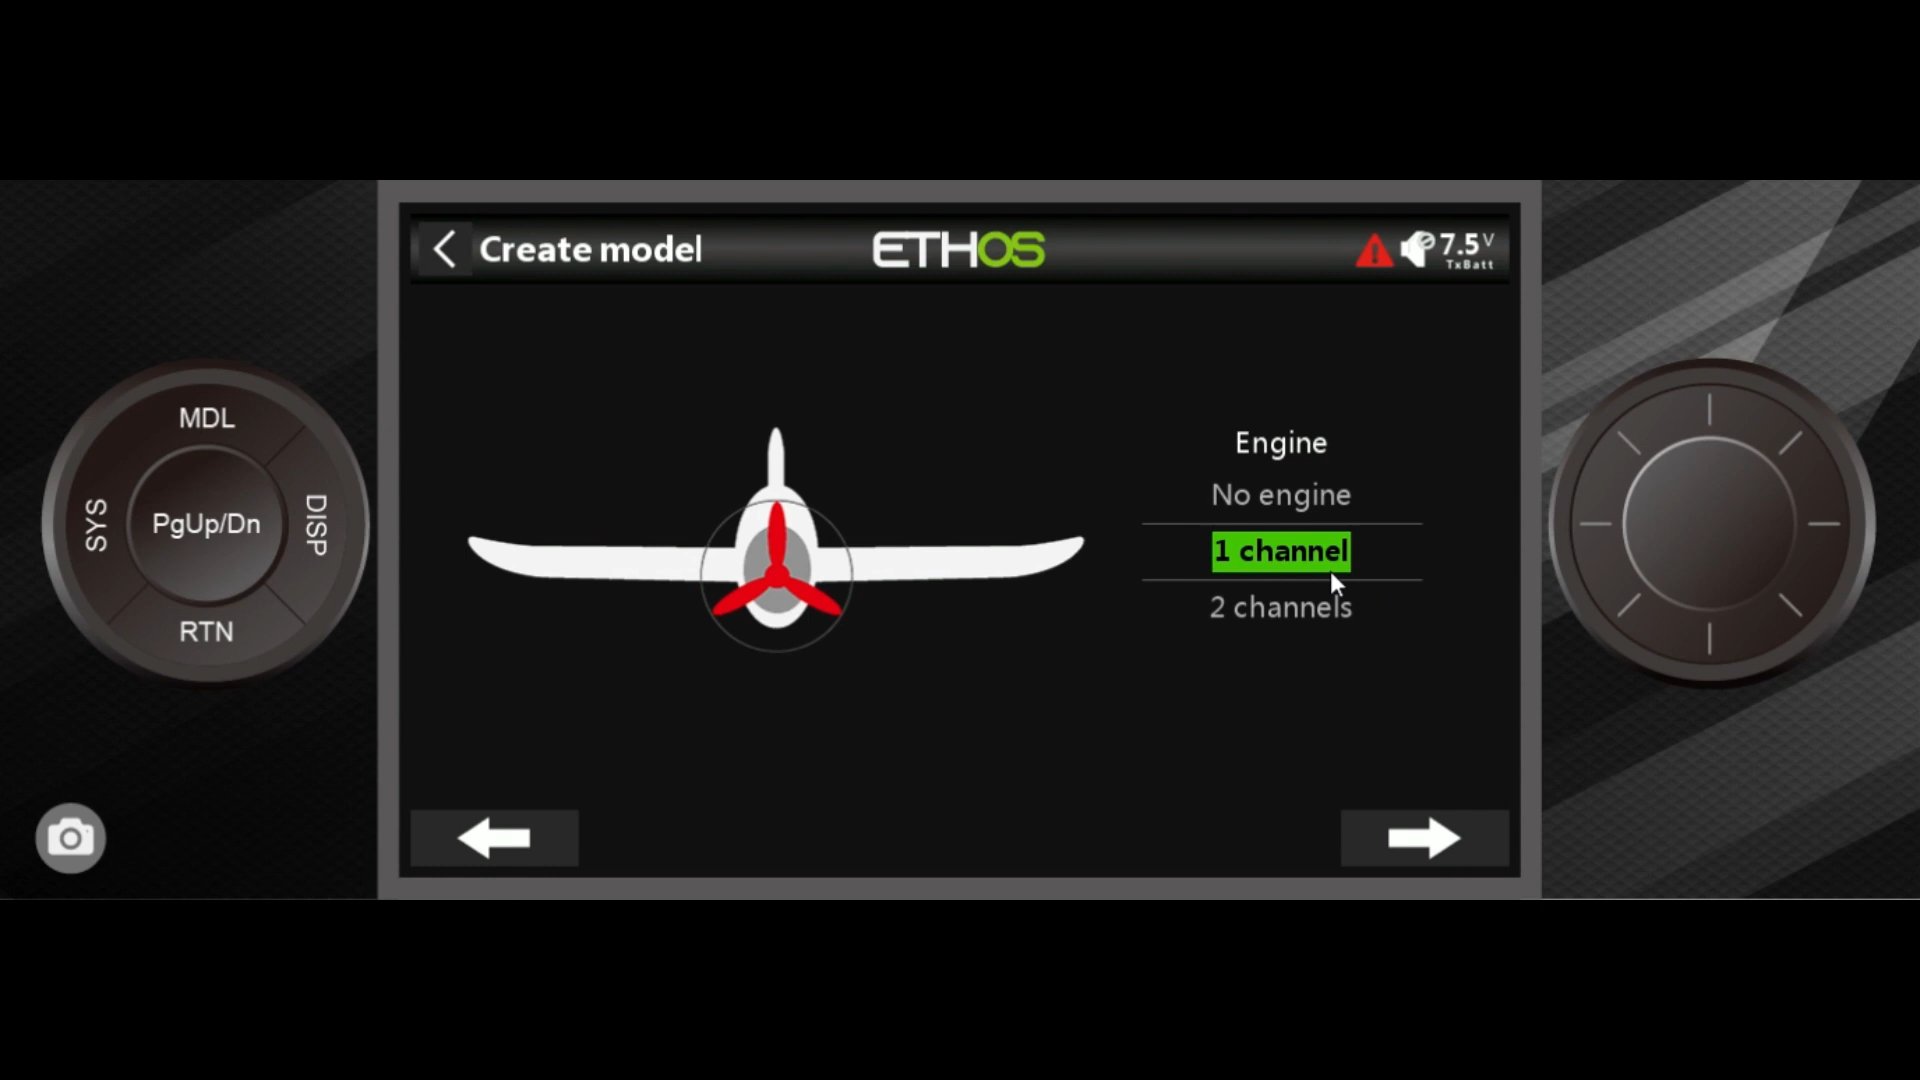 Create model
ETHOS
7.5V
TxBatt
MDL
SYS
PgUp/Dn
DISP
RTN
Engine
No engine
1 channel
2 channels